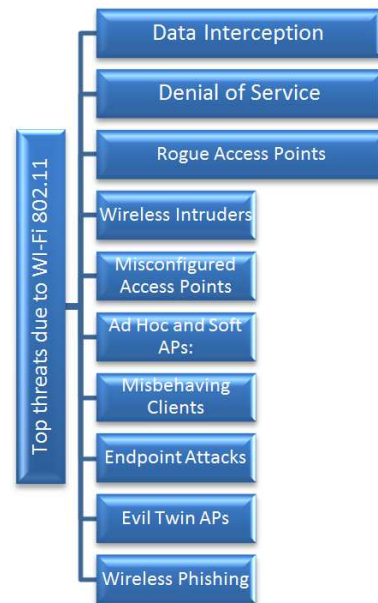 Top threats due to WI-Fi 802.11
Data Interception
Denial of Service
Rogue Access Points
Wireless Intruders
Misconfigured
Access Points
Ad Hoc and Soft
APs:
Misbehaving
Clients
Endpoint Attacks
Evil Twin APs
Wireless Phishing